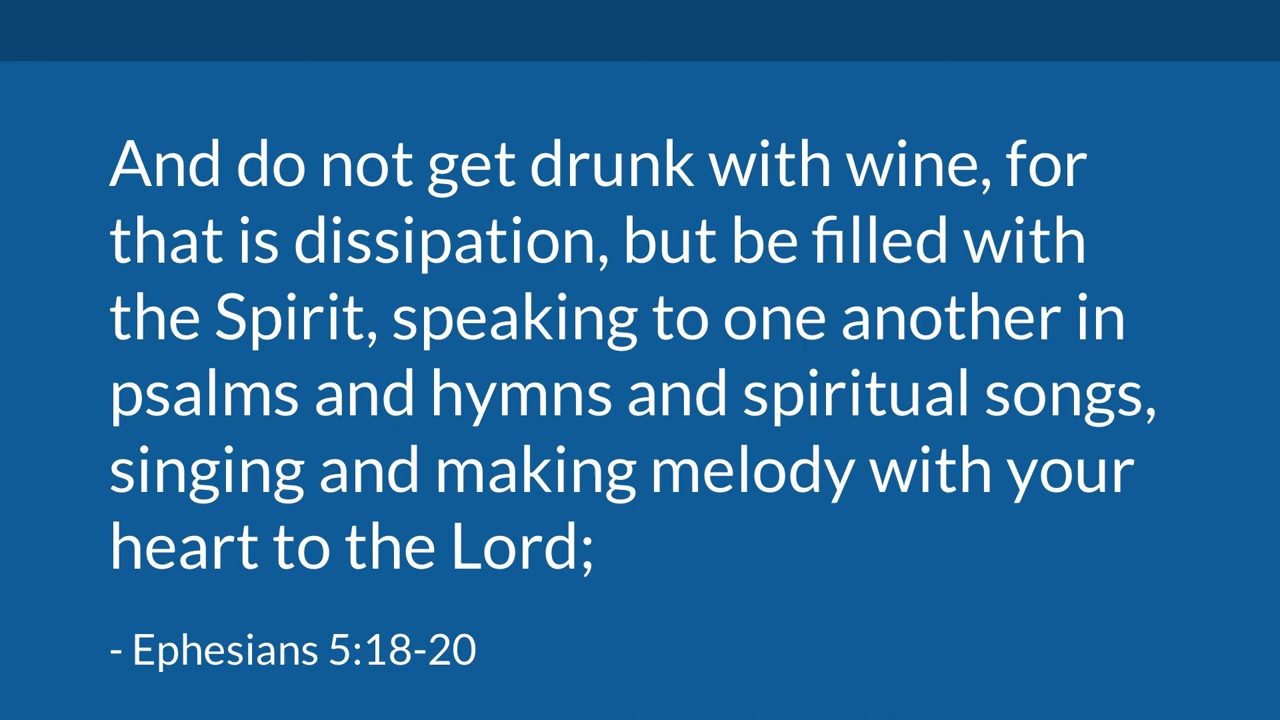 And do not get drunk with wine, for
that is dissipation, but be filled with
the Spirit, speaking to one another in
psalms and hymns and spiritual songs,
singing and making melody with your
heart to the Lord;
- Ephesians 5:18-20